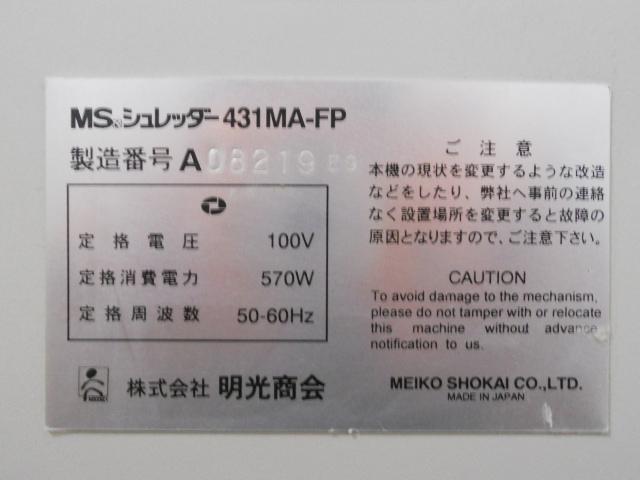 MSシュレッダー 431MA-FP
製造番号 A 08219
定格電圧 100V
定格消費電力 570W
定格周波数 50-60Hz
株式会社 明光商会
ご注意
本機の現状を変更するような改造
などをしたり、弊社へ事前の連絡
なく設置場所を変更すると故障の
原因となりますので、ご注意下さい。
CAUTION
To avoid damage to the mechanism,
please do not tamper with or relocate
this machine without advance
notification to us.
MEIKO SHOKAI CO.,LTD.
MADE IN JAPAN